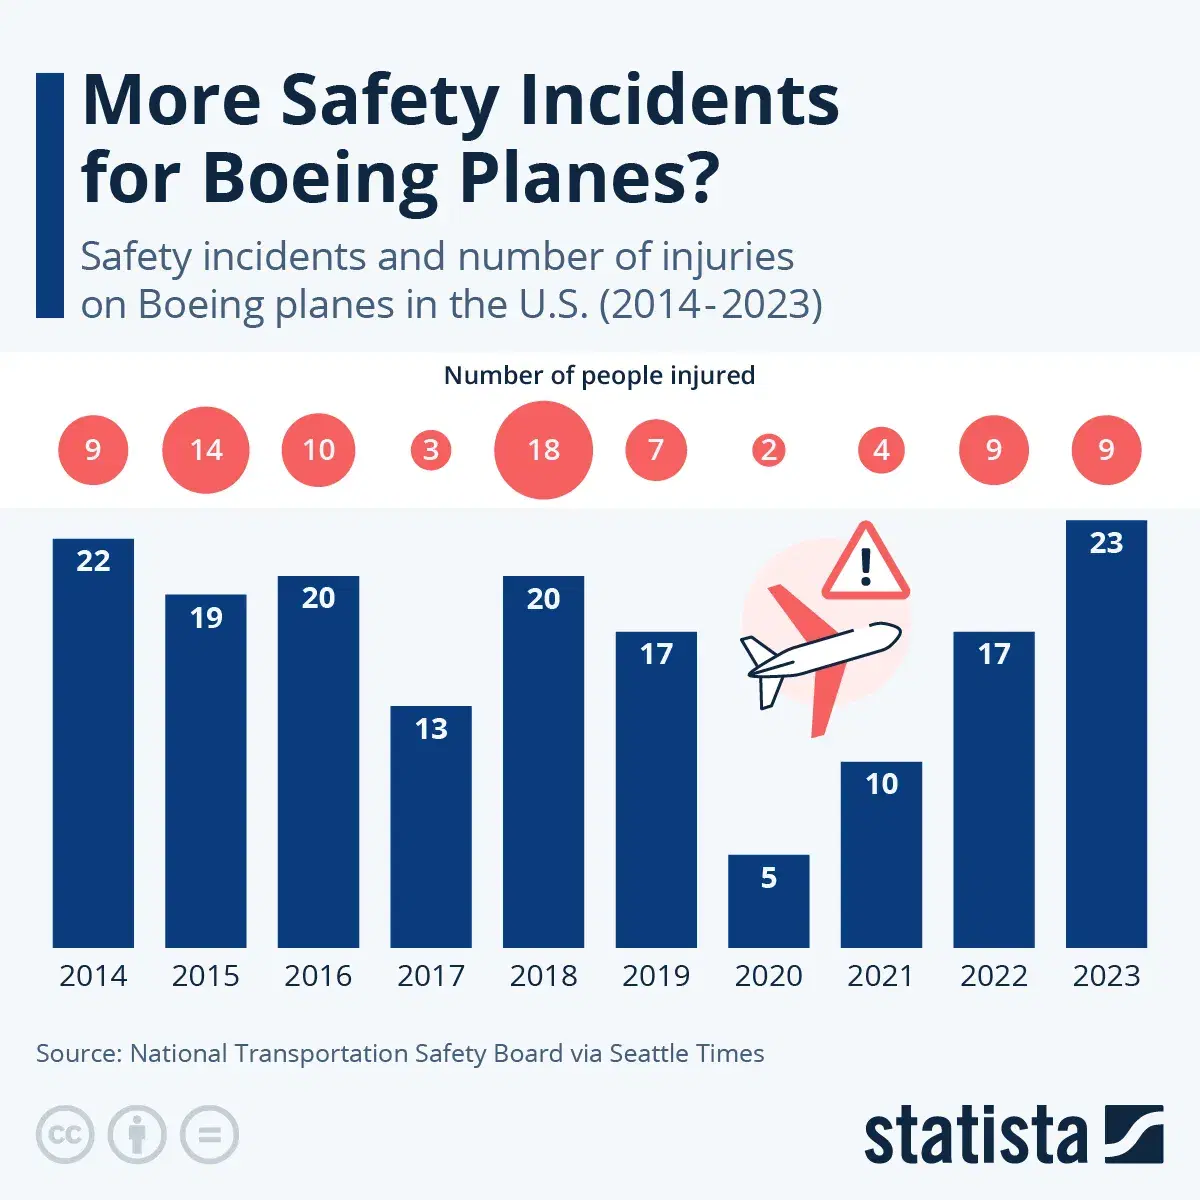 More Safety Incidents
for Boeing Planes?
Safety incidents and number of injuries
on Boeing planes in the U.S. (2014-2023)
Number of people injured
9 14 10 3 18 7 2 4 9 9
22 19 20 13 20 17 5 10 17 23
!
2014 2015 2016 2017 2018 2019 2020 2021 2022 2023
Source: National Transportation Safety Board via Seattle Times
cc =
statista